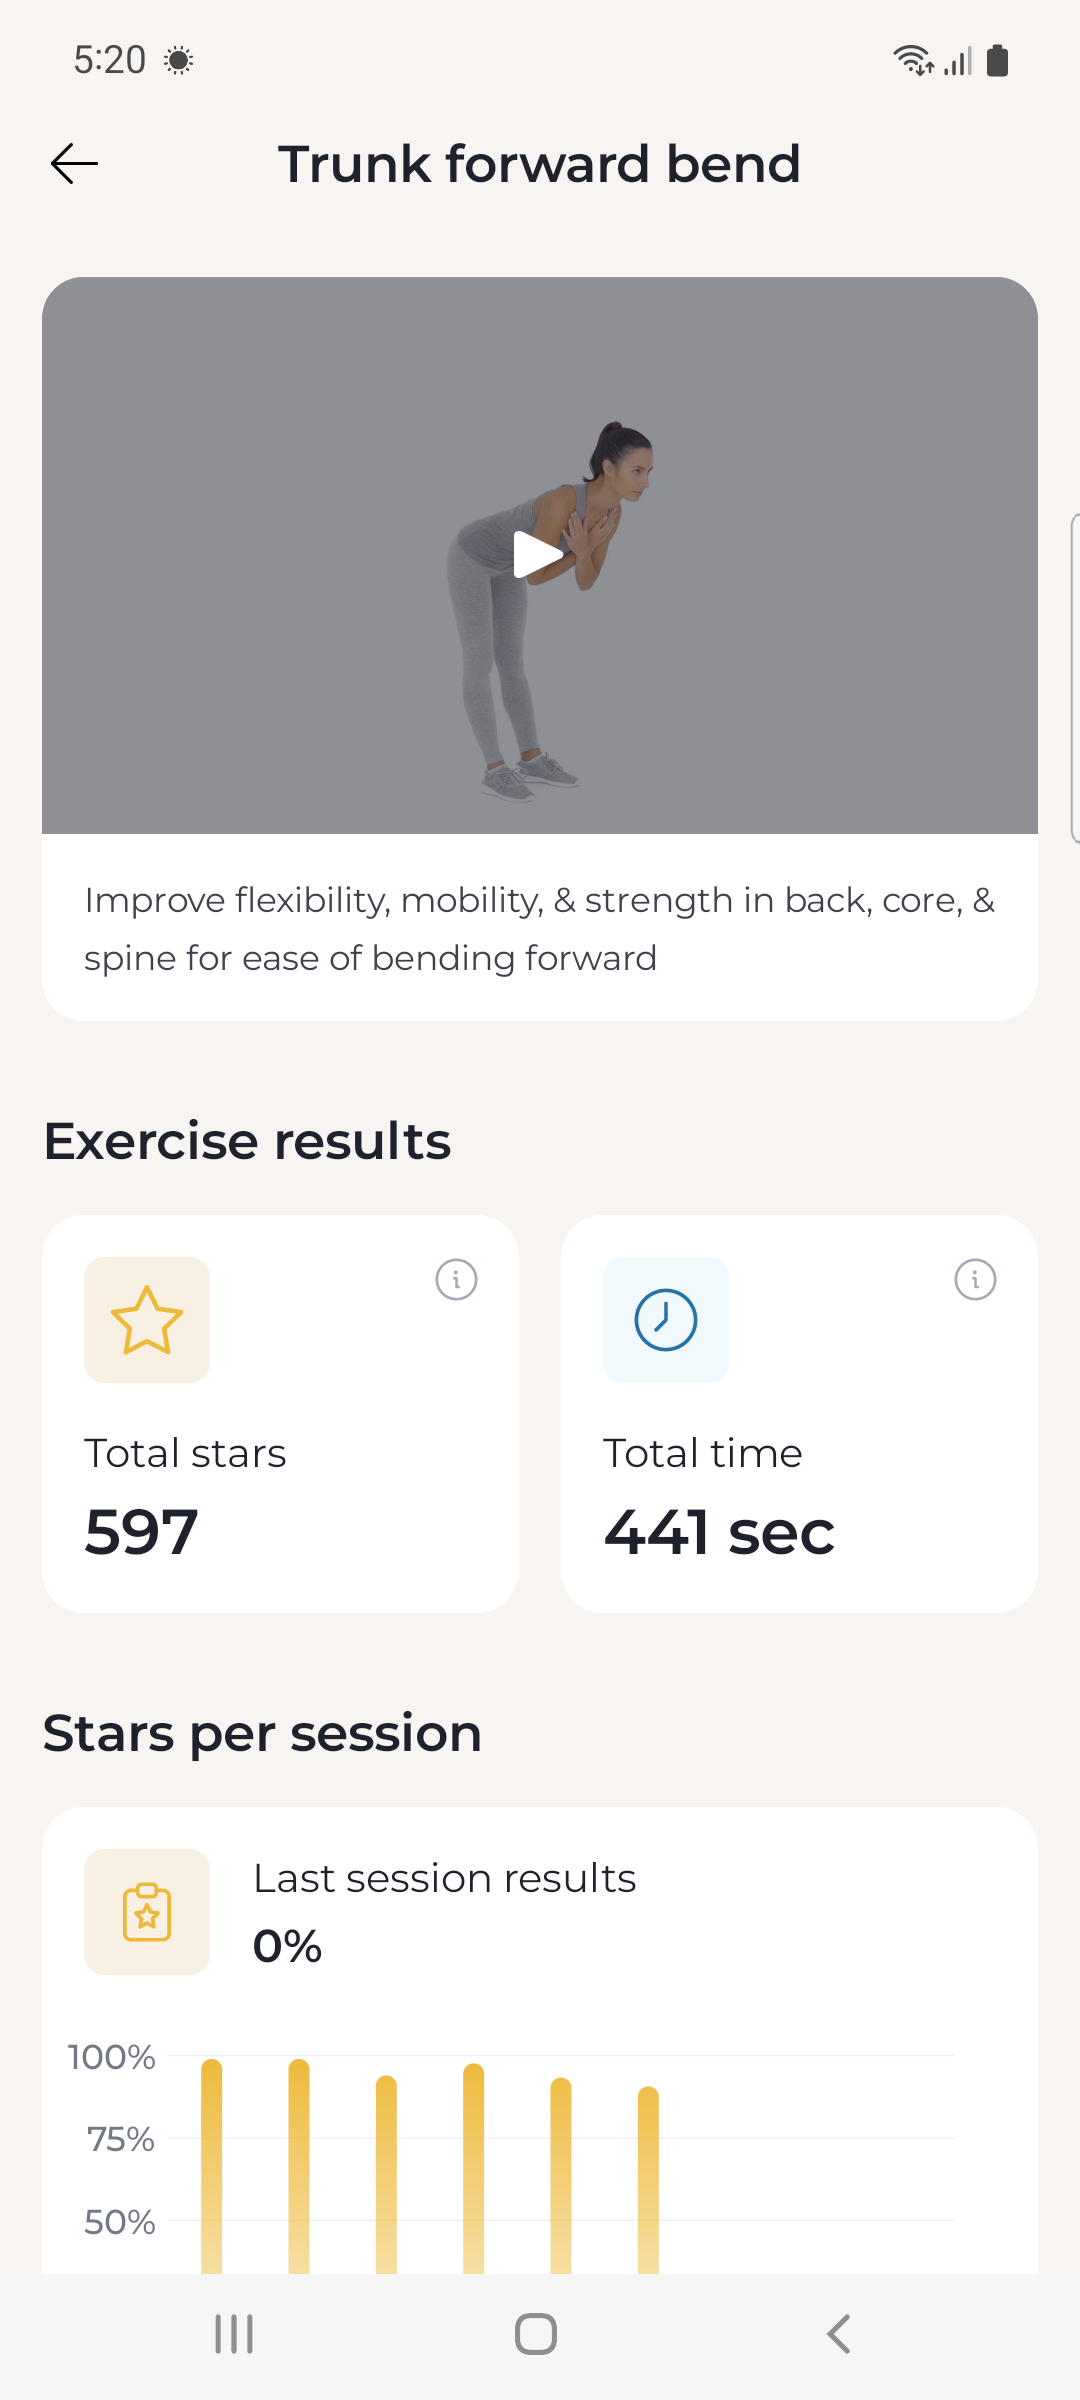 5:20
Trunk forward bend
Improve flexibility, mobility, & strength in back, core, &
spine for ease of bending forward
Exercise results
Total stars
597
Total time
441 sec
Stars per session
Last session results
0%
100%
75%
50%